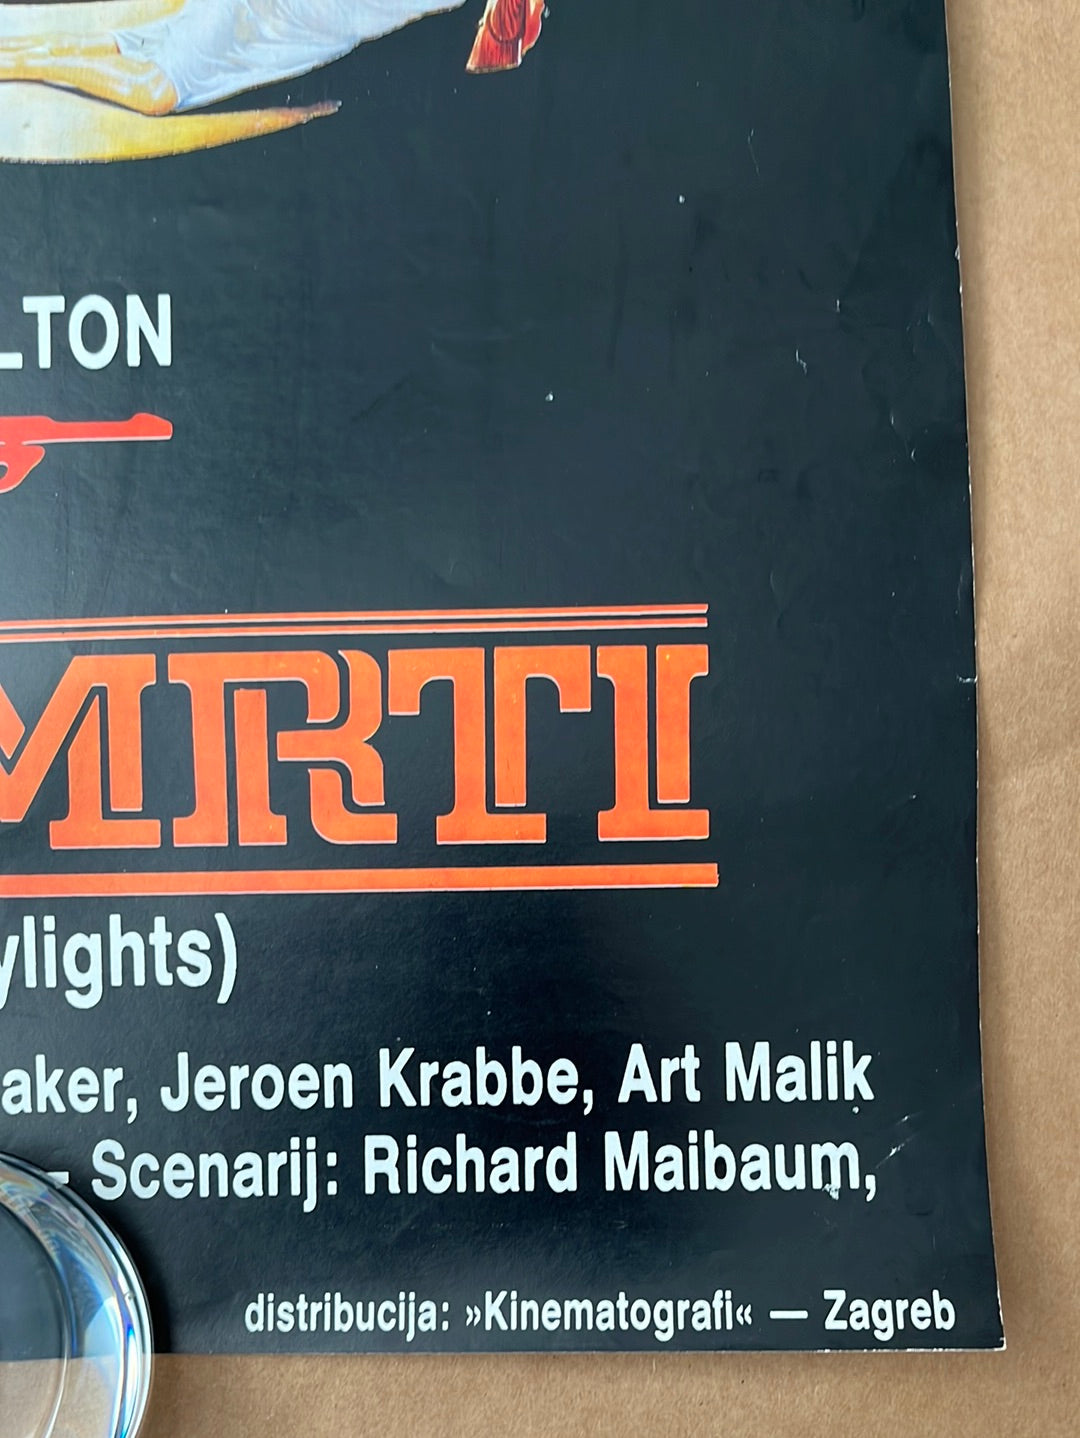 LTON
MRTI
ylights)
aker, Jeroen Krabbe, Art Malik
- Scenarij: Richard Maibaum,
distribucija: »Kinematografi« — Zagreb